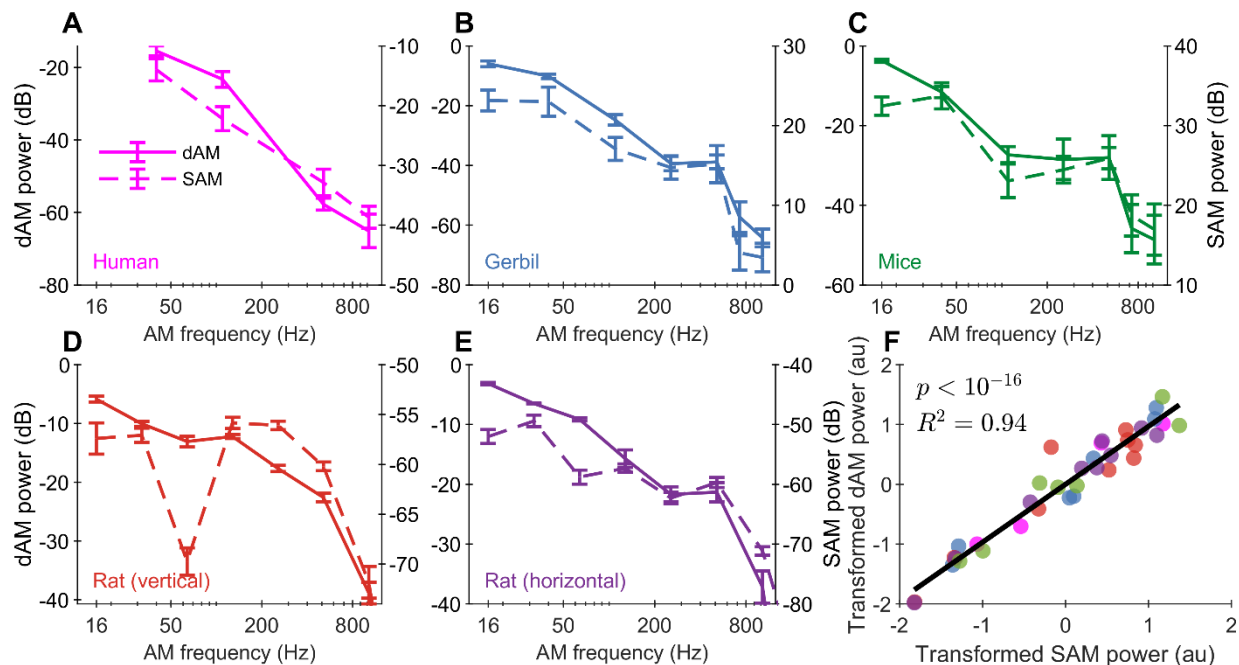 A
B
C
dAM power (dB)
-20
-40
-60
-80
-10
-20
-30
-40
-50
dAM
SAM
Human
16
50
200
800
AM frequency (Hz)
0
-20
-40
-60
-80
30
20
10
0
Gerbil
16
50
200
800
AM frequency (Hz)
0
-20
-40
-60
40
30
20
10
SAM power (dB)
Mice
16
50
200
800
AM frequency (Hz)
D
E
F
dAM power (dB)
0
-10
-20
-30
-40
-50
-55
-60
-65
-70
Rat (vertical)
16
50
200
800
AM frequency (Hz)
0
-10
-20
-30
-40
-40
-50
-60
-70
-80
SAM power (dB)
Rat (horizontal)
16
50
200
800
AM frequency (Hz)
Transformed dAM power (au)
2
1
0
-1
-2
p < 10⁻¹⁶
R² = 0.94
-2
-1
0
1
2
Transformed SAM power (au)